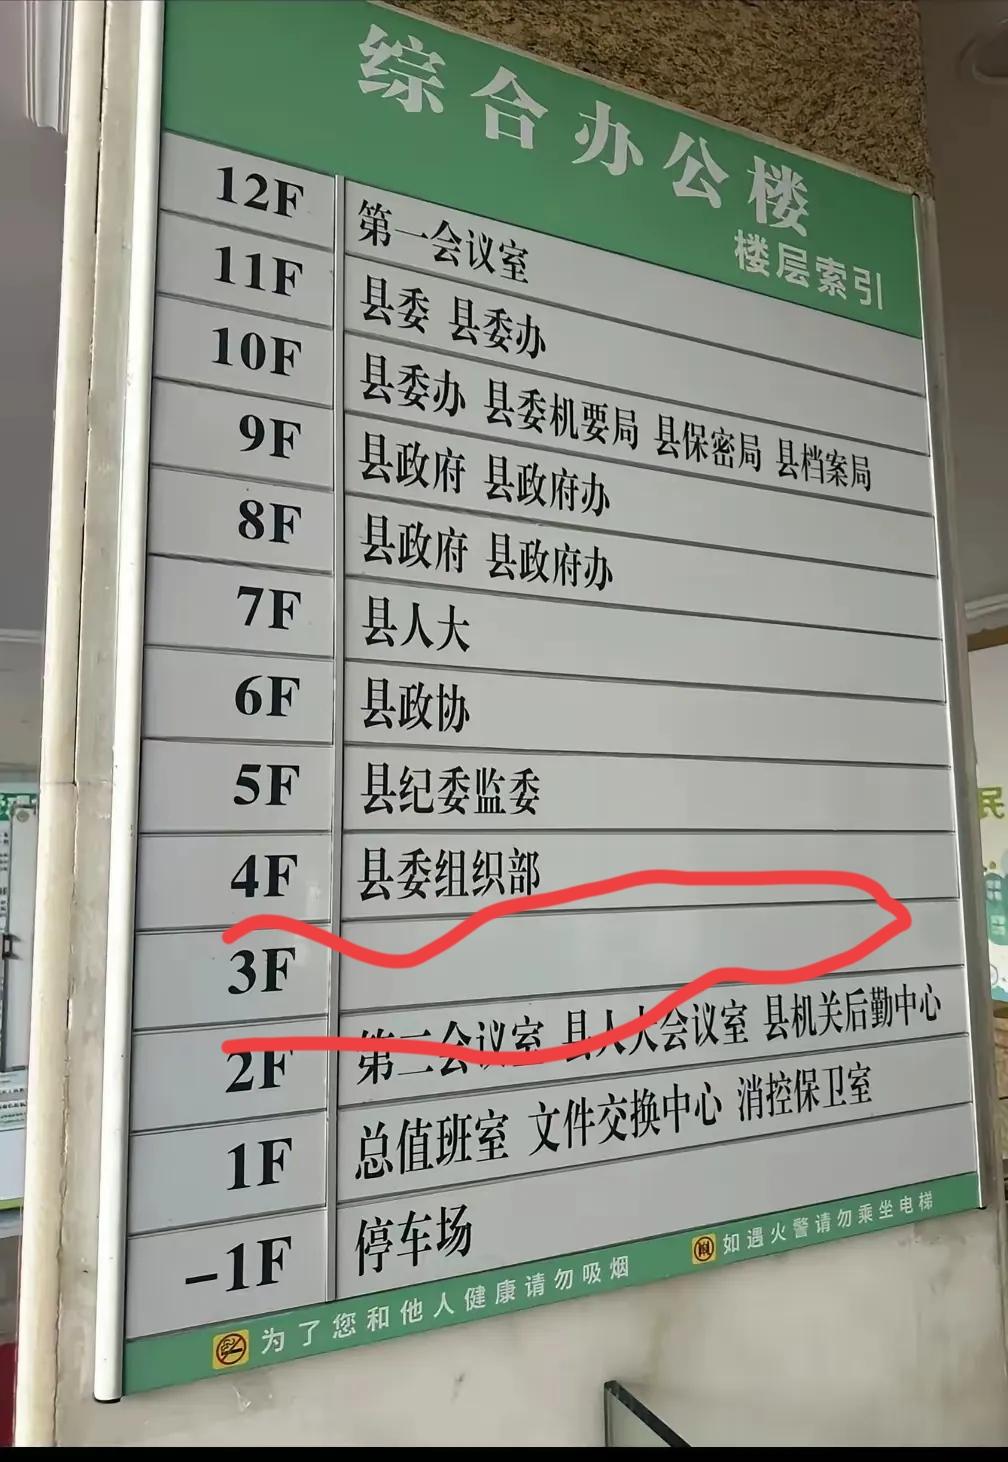 综合办公楼
楼层索引
12F 第一会议室
11F 县委 县委办
10F 县委办 县委机要局 县保密局 县档案局
9F 县政府 县政府办
8F 县政府 县政府办
7F 县人大
6F 县政协
5F 县纪委监委
4F 县委组织部
3F
2F 第二会议室 县人大会议室 县机关后勤中心
1F 总值班室 文件交换中心 消控保卫室
-1F 停车场
为了您和他人健康请勿吸烟 如遇火警请勿乘坐电梯
民